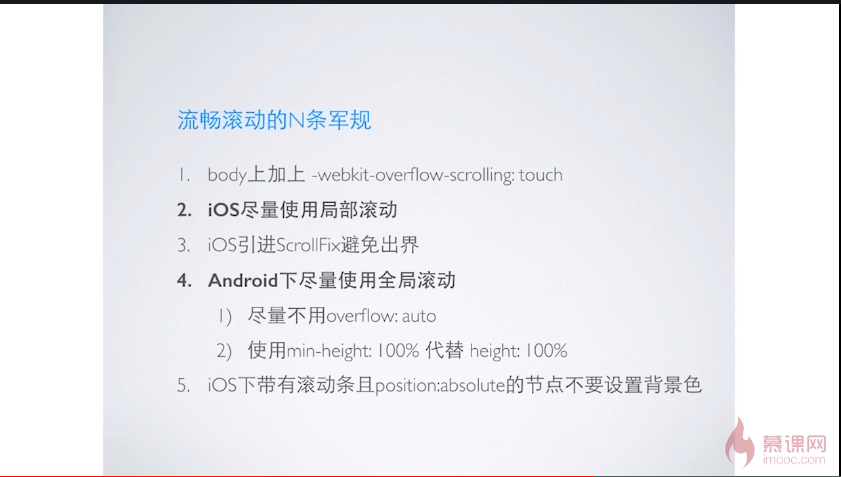 流畅滚动的N条军规
1. body上加上 -webkit-overflow-scrolling: touch
2. iOS尽量使用局部滚动
3. iOS引进ScrollFix避免出界
4. Android下尽量使用全局滚动
1) 尽量不用overflow: auto
2) 使用min-height: 100% 代替 height: 100%
5. iOS下带有滚动条且position:absolute的节点不要设置背景色
慕课网
imooc.com